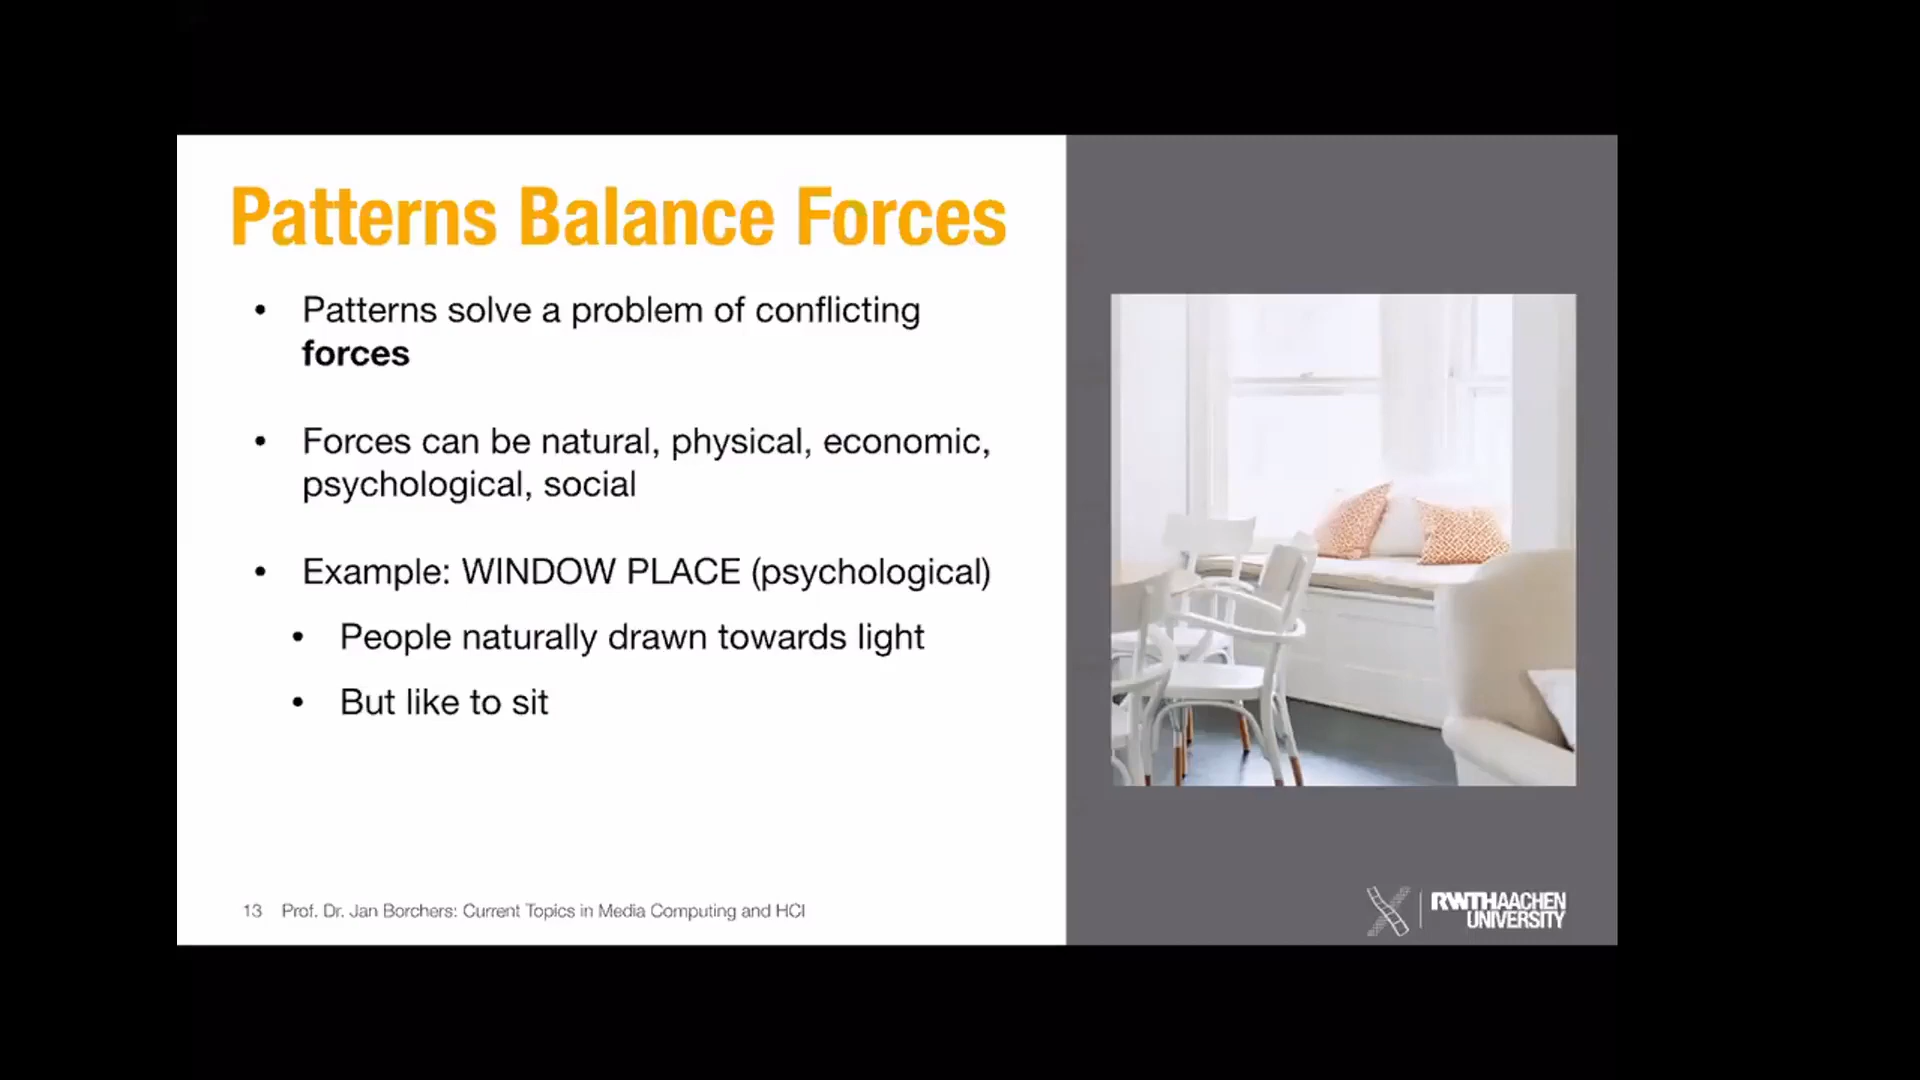 Patterns Balance Forces
• Patterns solve a problem of conflicting
forces
• Forces can be natural, physical, economic,
psychological, social
• Example: WINDOW PLACE (psychological)
• People naturally drawn towards light
• But like to sit
13 Prof. Dr. Jan Borchers: Current Topics in Media Computing and HCI
RWTHAACHEN
UNIVERSITY